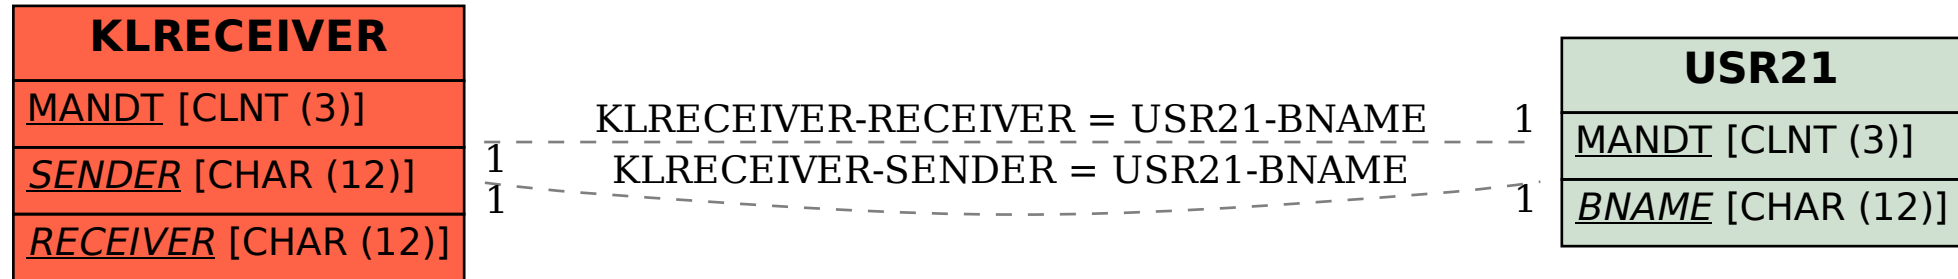 KLRECEIVER
MANDT [CLNT (3)]
SENDER [CHAR (12)]
RECEIVER [CHAR (12)]
KLRECEIVER-RECEIVER = USR21-BNAME
1
1
KLRECEIVER-SENDER = USR21-BNAME
1
1
USR21
MANDT [CLNT (3)]
BNAME [CHAR (12)]